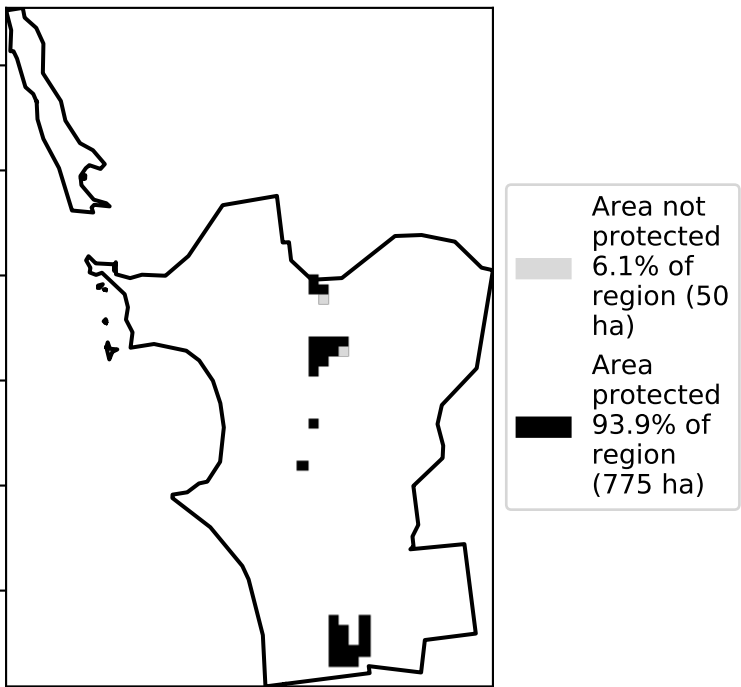 Area not
protected
6.1% of
region (50
ha)
Area
protected
93.9% of
region
(775 ha)